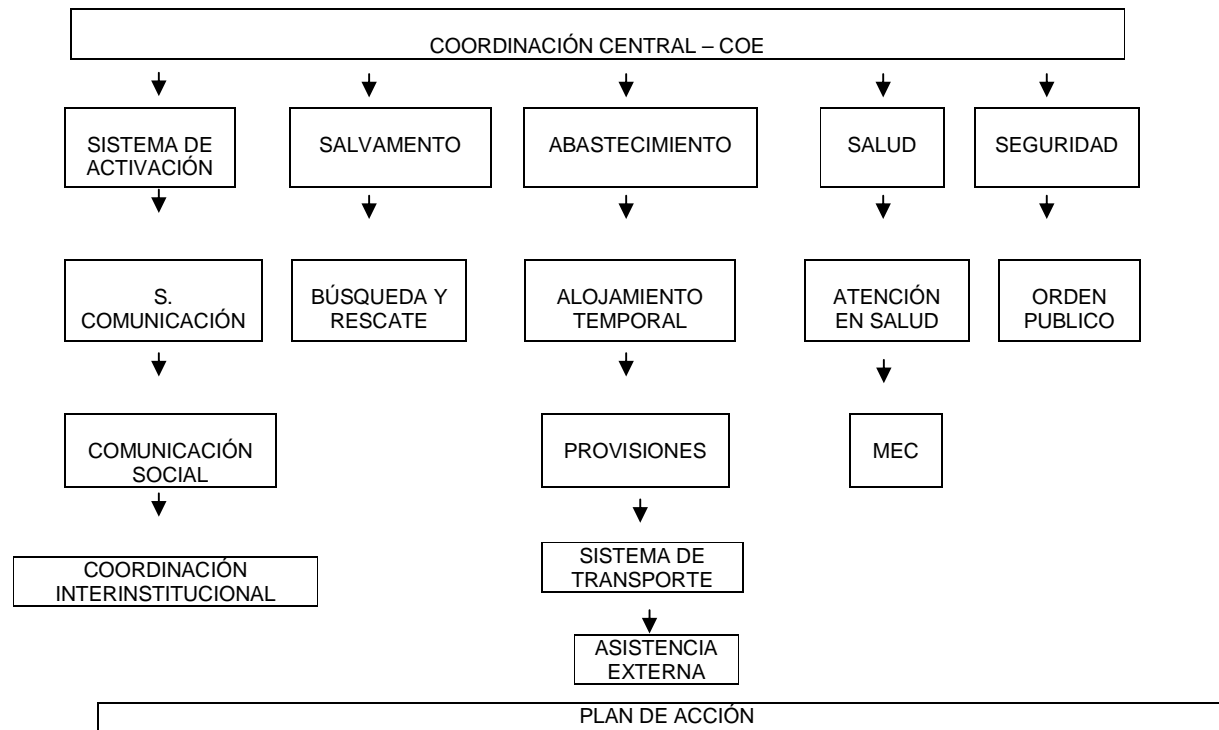 COORDINACIÓN CENTRAL – COE
SISTEMA DE
ACTIVACIÓN
SALVAMENTO
ABASTECIMIENTO
SALUD
SEGURIDAD
S.
COMUNICACIÓN
BÚSQUEDA Y
RESCATE
ALOJAMIENTO
TEMPORAL
ATENCIÓN
EN SALUD
ORDEN
PUBLICO
COMUNICACIÓN
SOCIAL
PROVISIONES
MEC
COORDINACIÓN
INTERINSTITUCIONAL
SISTEMA DE
TRANSPORTE
ASISTENCIA
EXTERNA
PLAN DE ACCIÓN